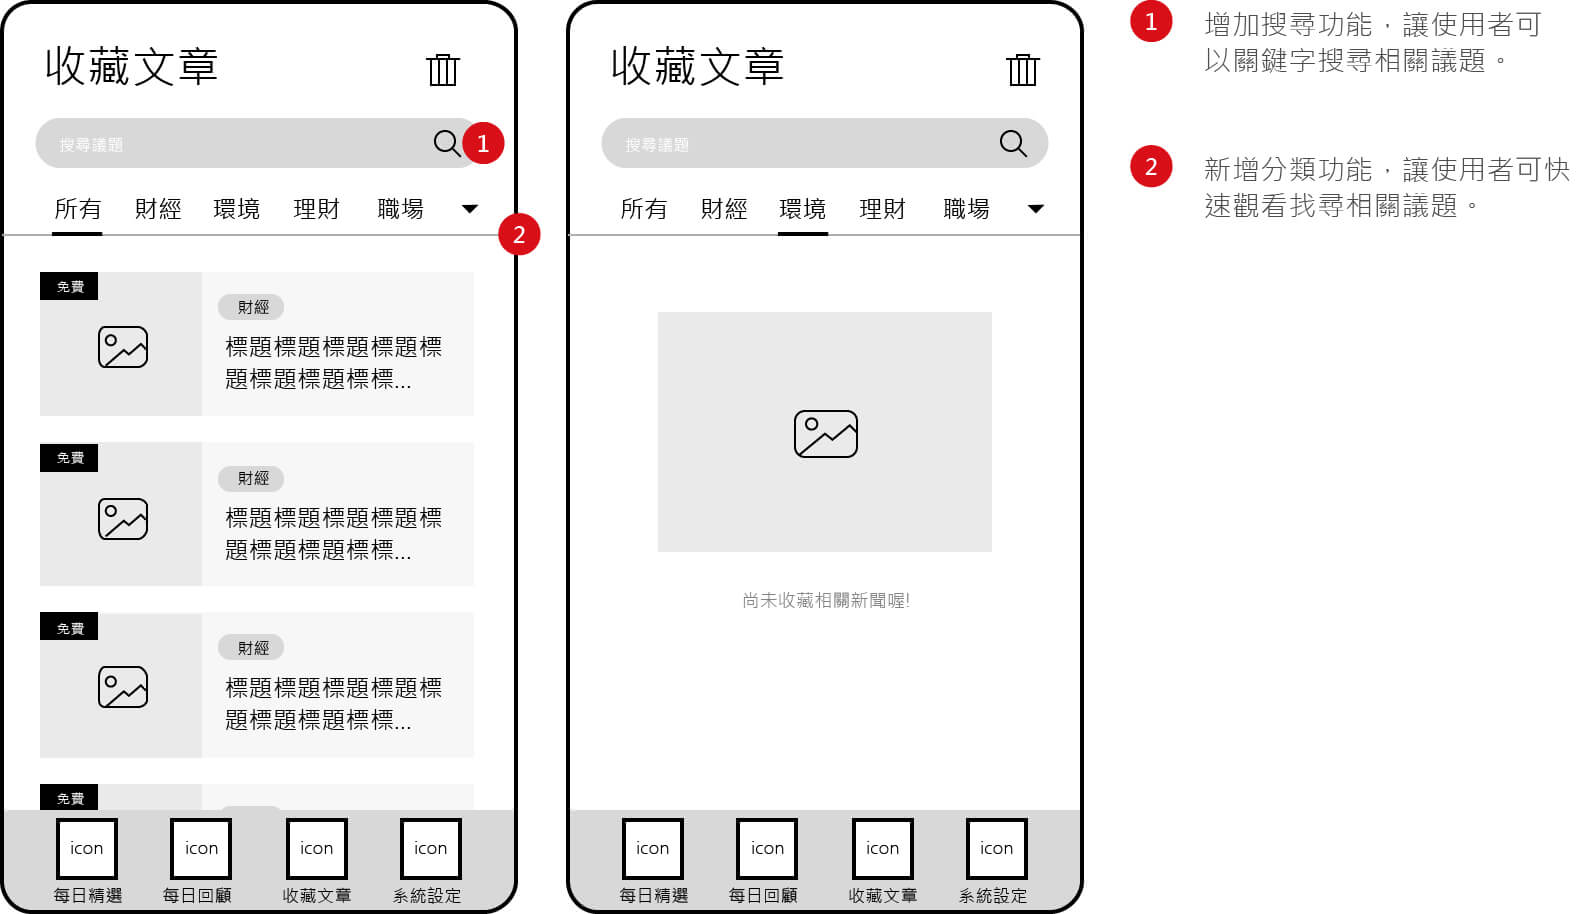 收藏文章
搜尋議題
1
所有 財經 環境 理財 職場
2
免費
財經
標題標題標題標題標
題標題標題標標...
免費
財經
標題標題標題標題標
題標題標題標標...
免費
財經
標題標題標題標題標
題標題標題標標...
免費
icon icon icon icon
每日精選 每日回顧 收藏文章 系統設定
收藏文章
搜尋議題
所有 財經 環境 理財 職場
尚未收藏相關新聞喔!
icon icon icon icon
每日精選 每日回顧 收藏文章 系統設定
1 增加搜尋功能，讓使用者可
以關鍵字搜尋相關議題。
2 新增分類功能，讓使用者可快
速觀看找尋相關議題。